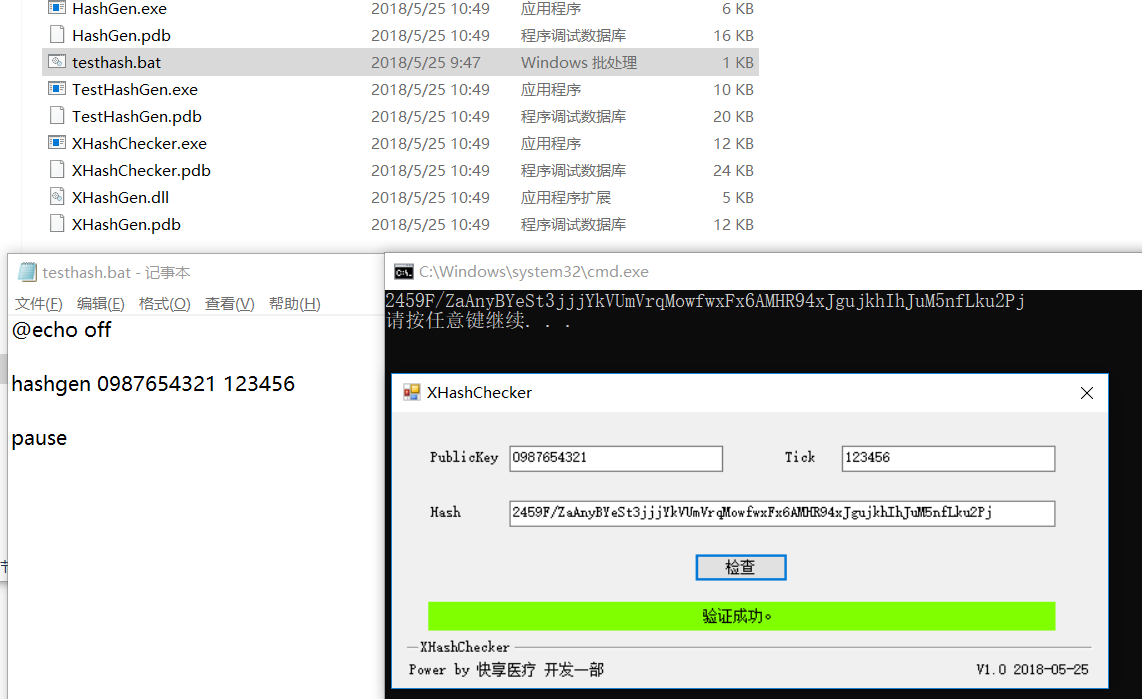 HashGen.exe 2018/5/25 10:49 应用程序 6 KB
HashGen.pdb 2018/5/25 10:49 程序调试数据库 16 KB
testhash.bat 2018/5/25 9:47 Windows 批处理 1 KB
TestHashGen.exe 2018/5/25 10:49 应用程序 10 KB
TestHashGen.pdb 2018/5/25 10:49 程序调试数据库 20 KB
XHashChecker.exe 2018/5/25 10:49 应用程序 12 KB
XHashChecker.pdb 2018/5/25 10:49 程序调试数据库 24 KB
XHashGen.dll 2018/5/25 10:49 应用程序扩展 5 KB
XHashGen.pdb 2018/5/25 10:49 程序调试数据库 12 KB
testhash.bat - 记事本
文件(F) 编辑(E) 格式(O) 查看(V) 帮助(H)
@echo off
hashgen 0987654321 123456
pause
C:\Windows\system32\cmd.exe
2459F/ZaAnyBYeSt3jjjYkVUmVrqMowfwxFx6AMHR94xJgujkhIhJuM5nfLku2Pj
请按任意键继续. . .
XHashChecker
PublicKey 0987654321 Tick 123456
Hash 2459F/ZaAnyBYeSt3jjjYkVUmVrqMowfwxFx6AMHR94xJgujkhIhJuM5nfLku2Pj
检查
验证成功。
XHashChecker
Power by 快享医疗 开发一部 V1.0 2018-05-25